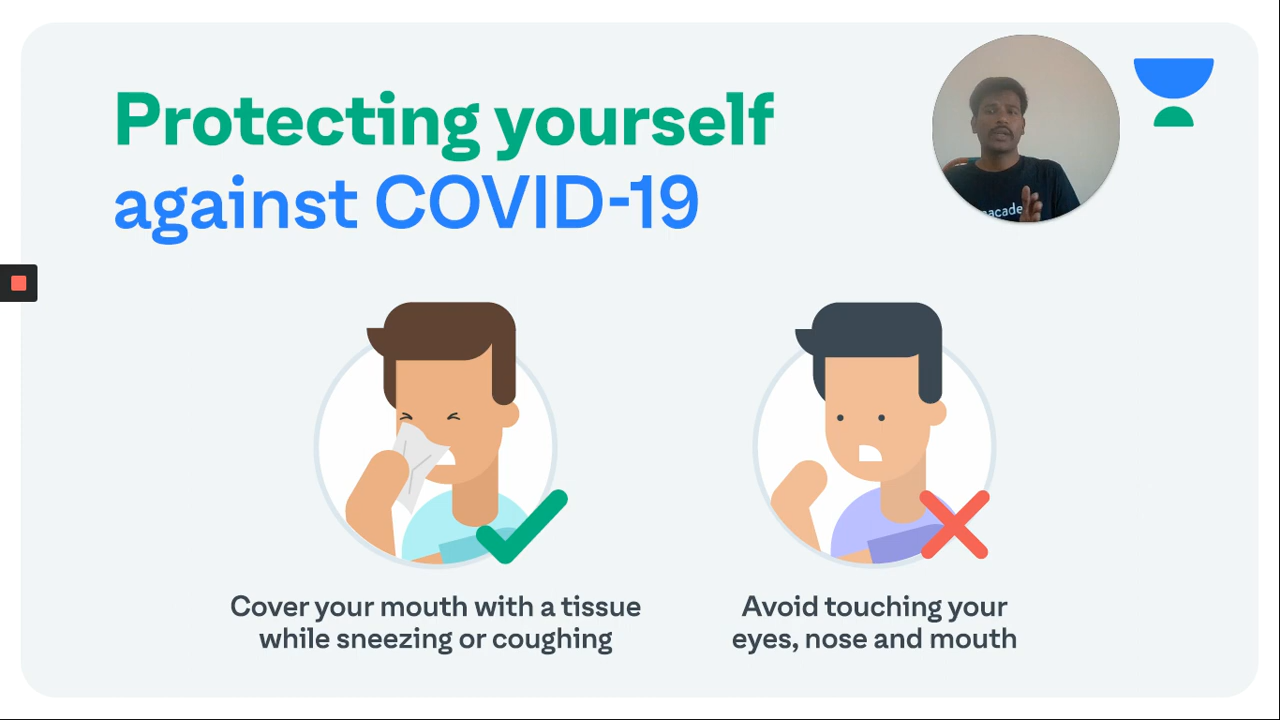 Protecting yourself
against COVID-19
Cover your mouth with a tissue
while sneezing or coughing
Avoid touching your
eyes, nose and mouth